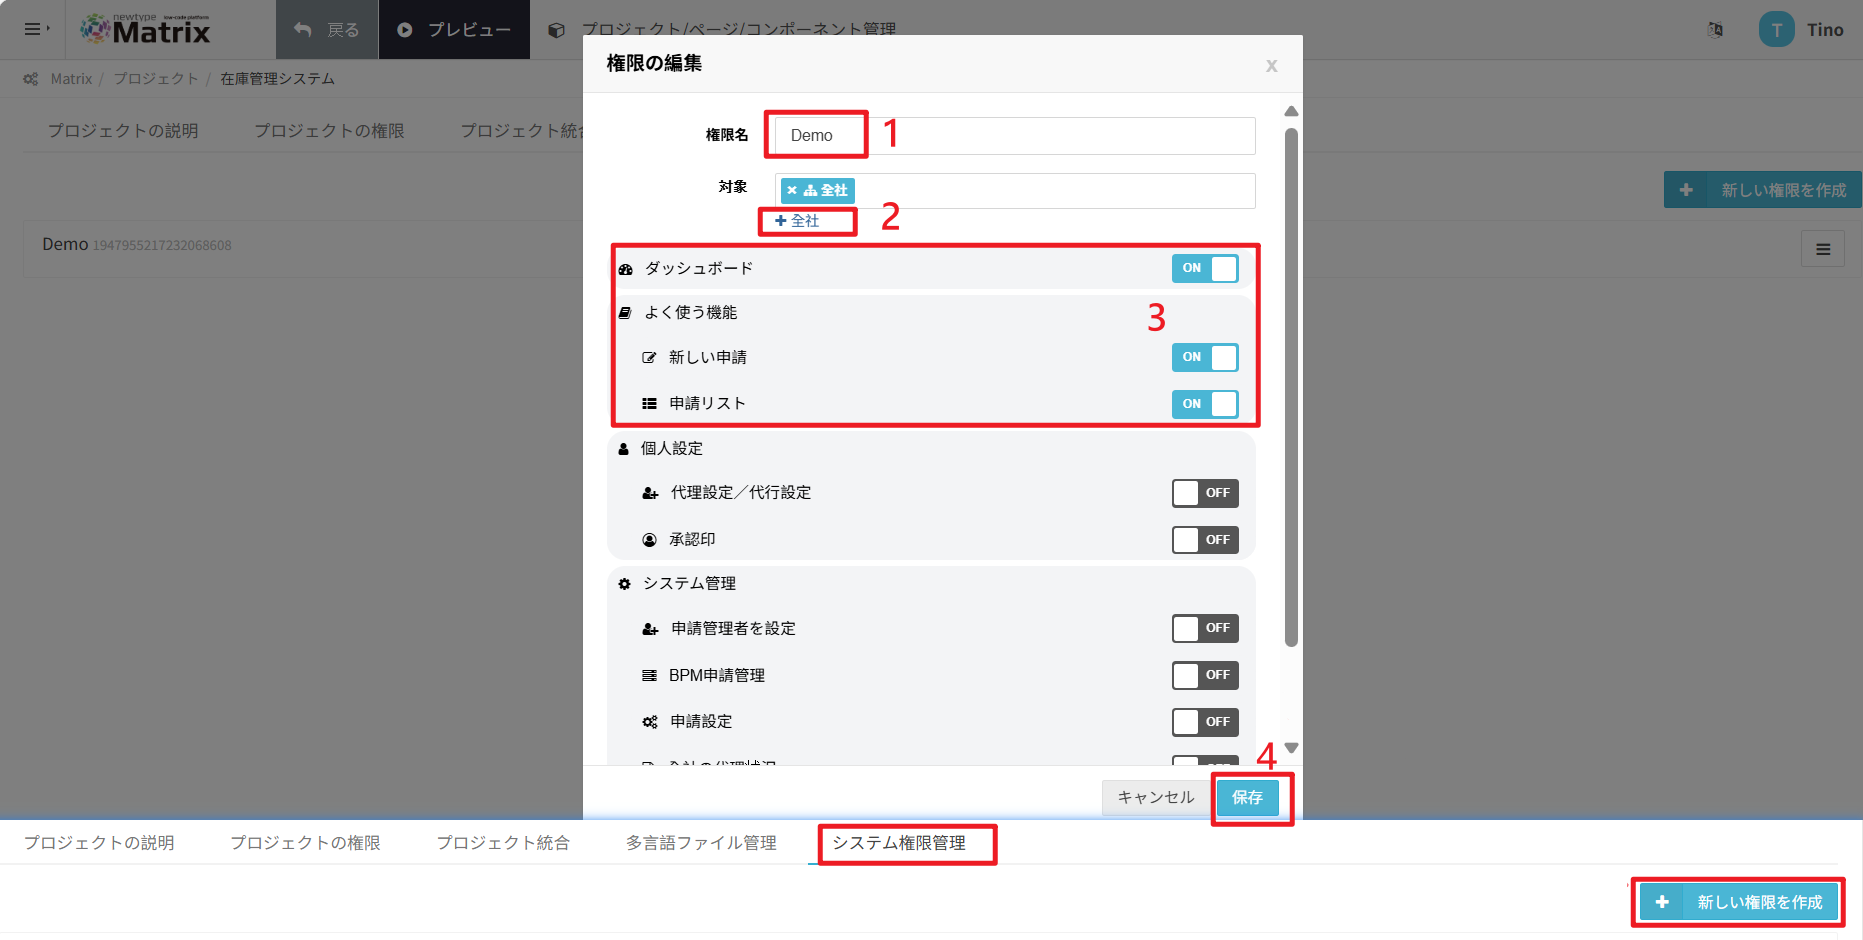 newtype low-code platform
Matrix
戻る
プレビュー
プロジェクト/ページ/コンポーネント管理
T
Tino
Matrix / プロジェクト / 在庫管理システム
プロジェクトの説明
プロジェクトの権限
プロジェクト統合
新しい権限を作成
Demo 1947955217232068608
権限の編集
x
権限名
Demo
1
対象
全社
全社
2
ダッシュボード
ON
よく使う機能
3
新しい申請
ON
申請リスト
ON
個人設定
代理設定／代行設定
OFF
承認印
OFF
システム管理
申請管理者を設定
OFF
BPM申請管理
OFF
申請設定
OFF
全社の代理状況
OFF
4
キャンセル
保存
プロジェクトの説明
プロジェクトの権限
プロジェクト統合
多言語ファイル管理
システム権限管理
新しい権限を作成